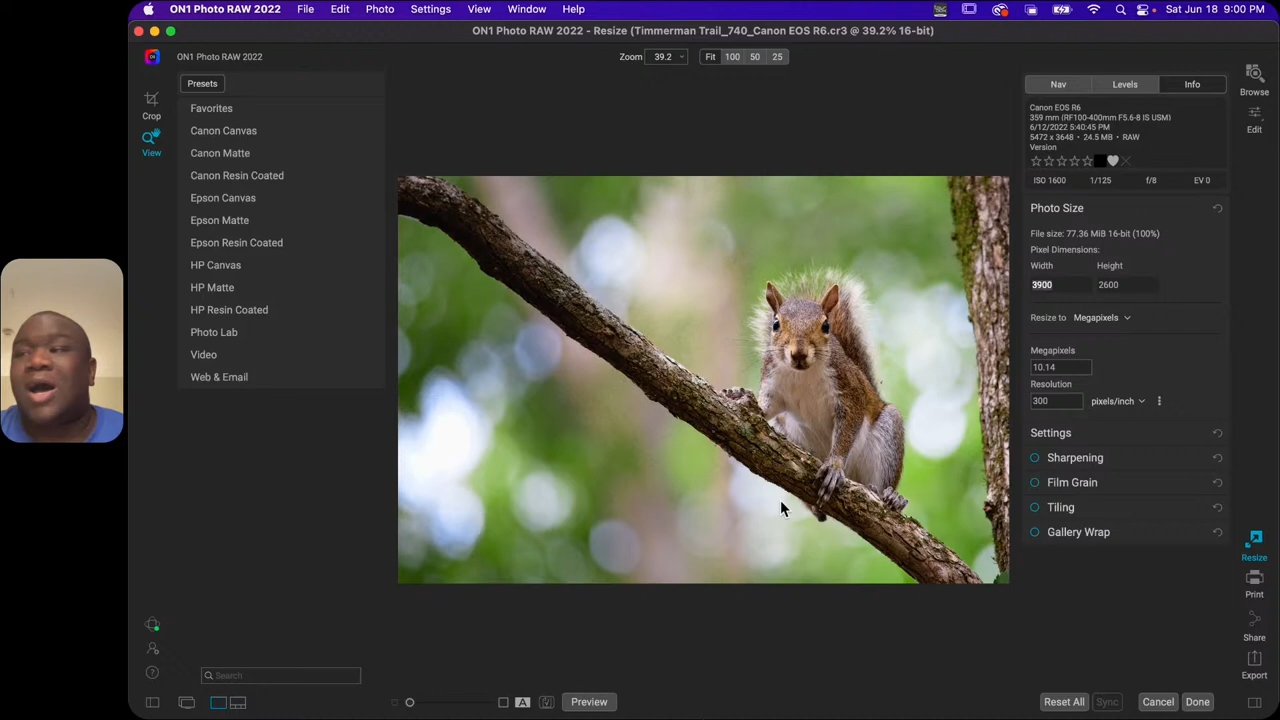 ON1 Photo RAW 2022 File Edit Photo Settings View Window Help Sat Jun 18 9:00 PM
ON1 Photo RAW 2022 - Resize (Timmerman Trail_740_Canon EOS R6.cr3 @ 39.2% 16-bit)
ON1 Photo RAW 2022
Zoom 39.2 Fit 100 50 25
Presets
Favorites
Canon Canvas
Canon Matte
Canon Resin Coated
Epson Canvas
Epson Matte
Epson Resin Coated
HP Canvas
HP Matte
HP Resin Coated
Photo Lab
Video
Web & Email
Crop
View
Search
A
Preview
Nav Levels Info
Canon EOS R6
359 mm (RF100-400mm F5.6-8 IS USM)
6/12/2022 5:40:45 PM
5472 x 3648 • 24.5 MB • RAW
Version
ISO 1600 1/125 f/8 EV 0
Photo Size
File size: 77.36 MiB 16-bit (100%)
Pixel Dimensions:
Width Height
3900 2600
Resize to Megapixels
Megapixels
10.14
Resolution
300 pixels/inch
Settings
Sharpening
Film Grain
Tiling
Gallery Wrap
Reset All Sync Cancel Done
Browse
Edit
Resize
Print
Share
Export